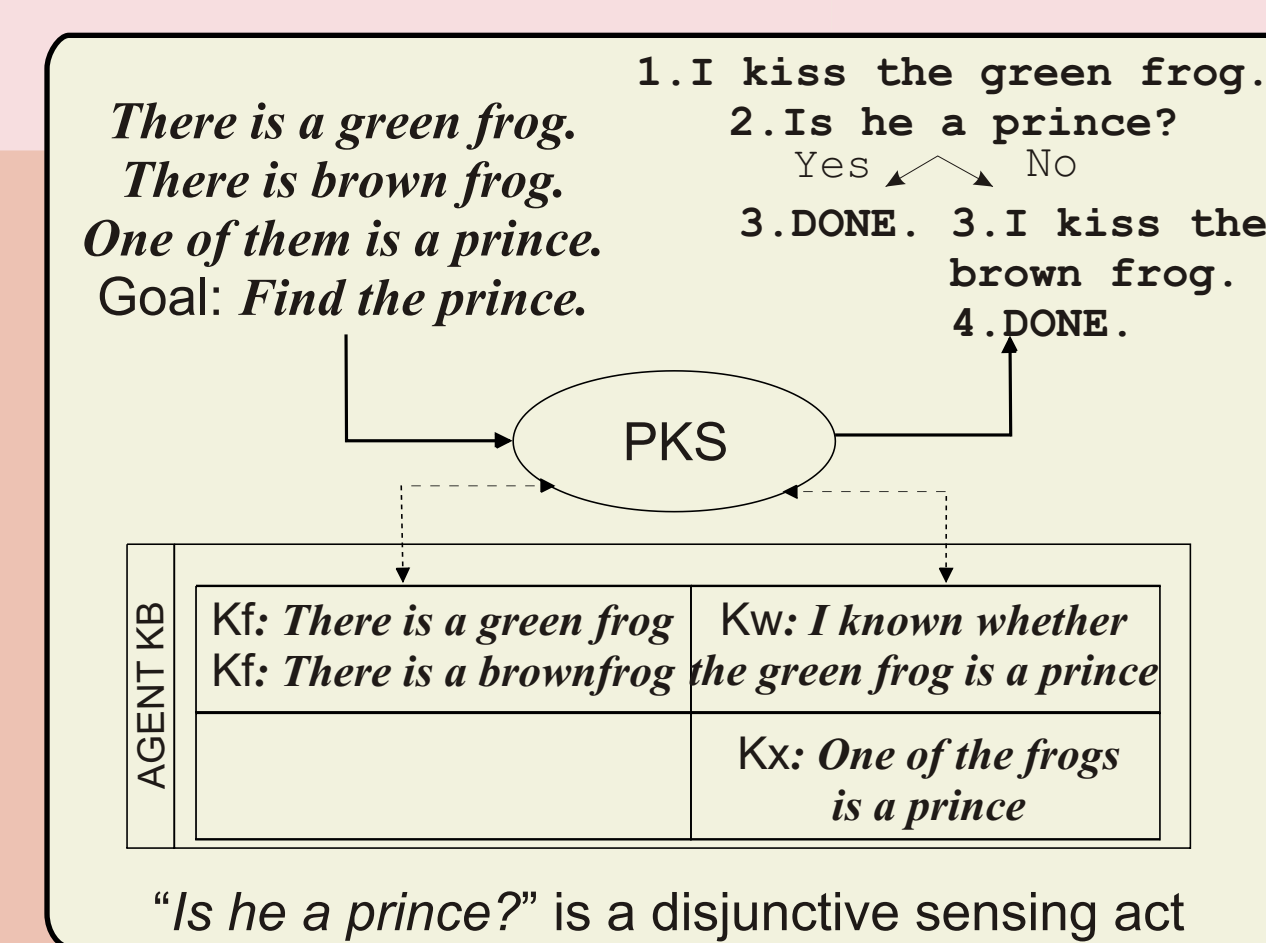 There is a green frog.
There is brown frog.
One of them is a prince.
Goal: Find the prince.
1.I kiss the green frog.
2.Is he a prince?
Yes No
3.DONE. 3.I kiss the
brown frog.
4.DONE.
PKS
AGENT KB
Kf: There is a green frog
Kf: There is a brownfrog
Kw: I known whether
the green frog is a prince
Kx: One of the frogs
is a prince
“Is he a prince?” is a disjunctive sensing act